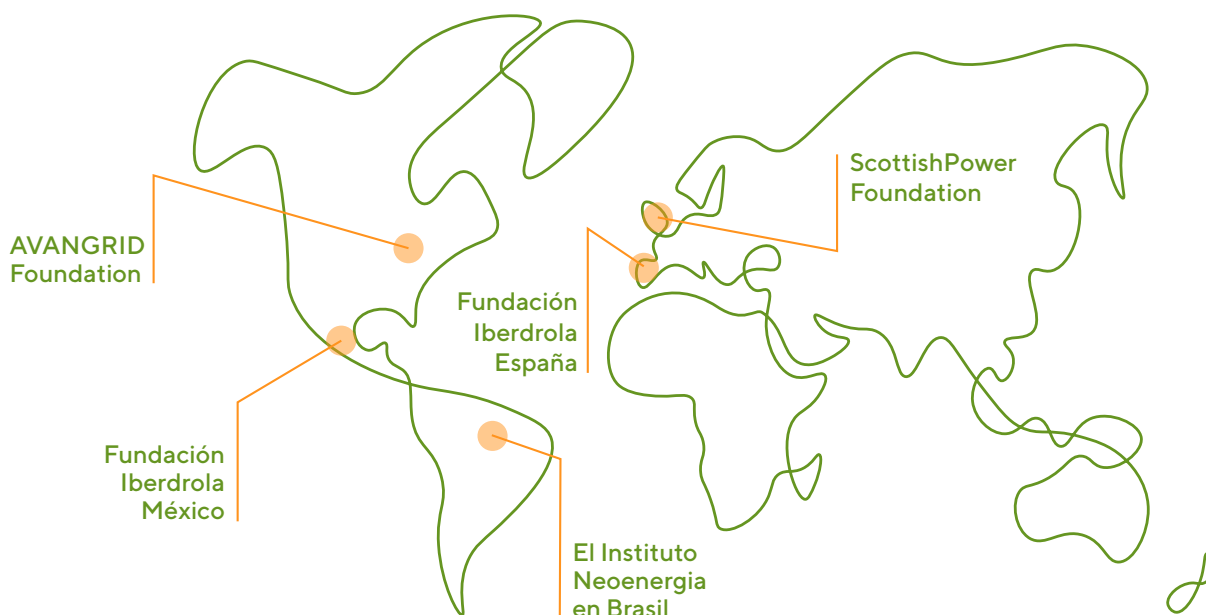 ScottishPower
Foundation
AVANGRID
Foundation
Fundación
Iberdrola
España
Fundación
Iberdrola
México
El Instituto
Neoenergia
en Brasil